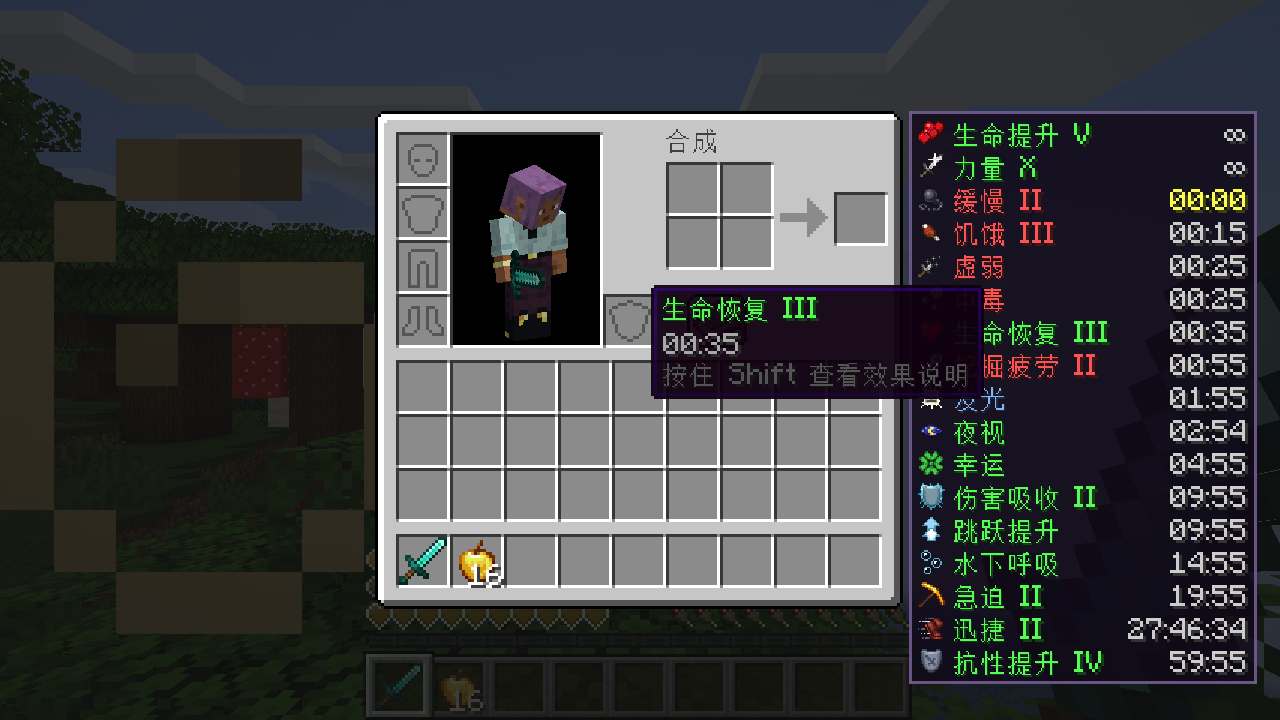 合成
生命恢复 III
00:35
按住 Shift 查看效果说明
16
16
生命提升 V ∞
力量 X ∞
缓慢 II 00:00
饥饿 III 00:15
虚弱 00:25
毒 00:25
命恢复 III 00:35
掘疲劳 II 00:55
发光 01:55
夜视 02:54
幸运 04:55
伤害吸收 II 09:55
跳跃提升 09:55
水下呼吸 14:55
急迫 II 19:55
迅捷 II 27:46:34
抗性提升 IV 59:55